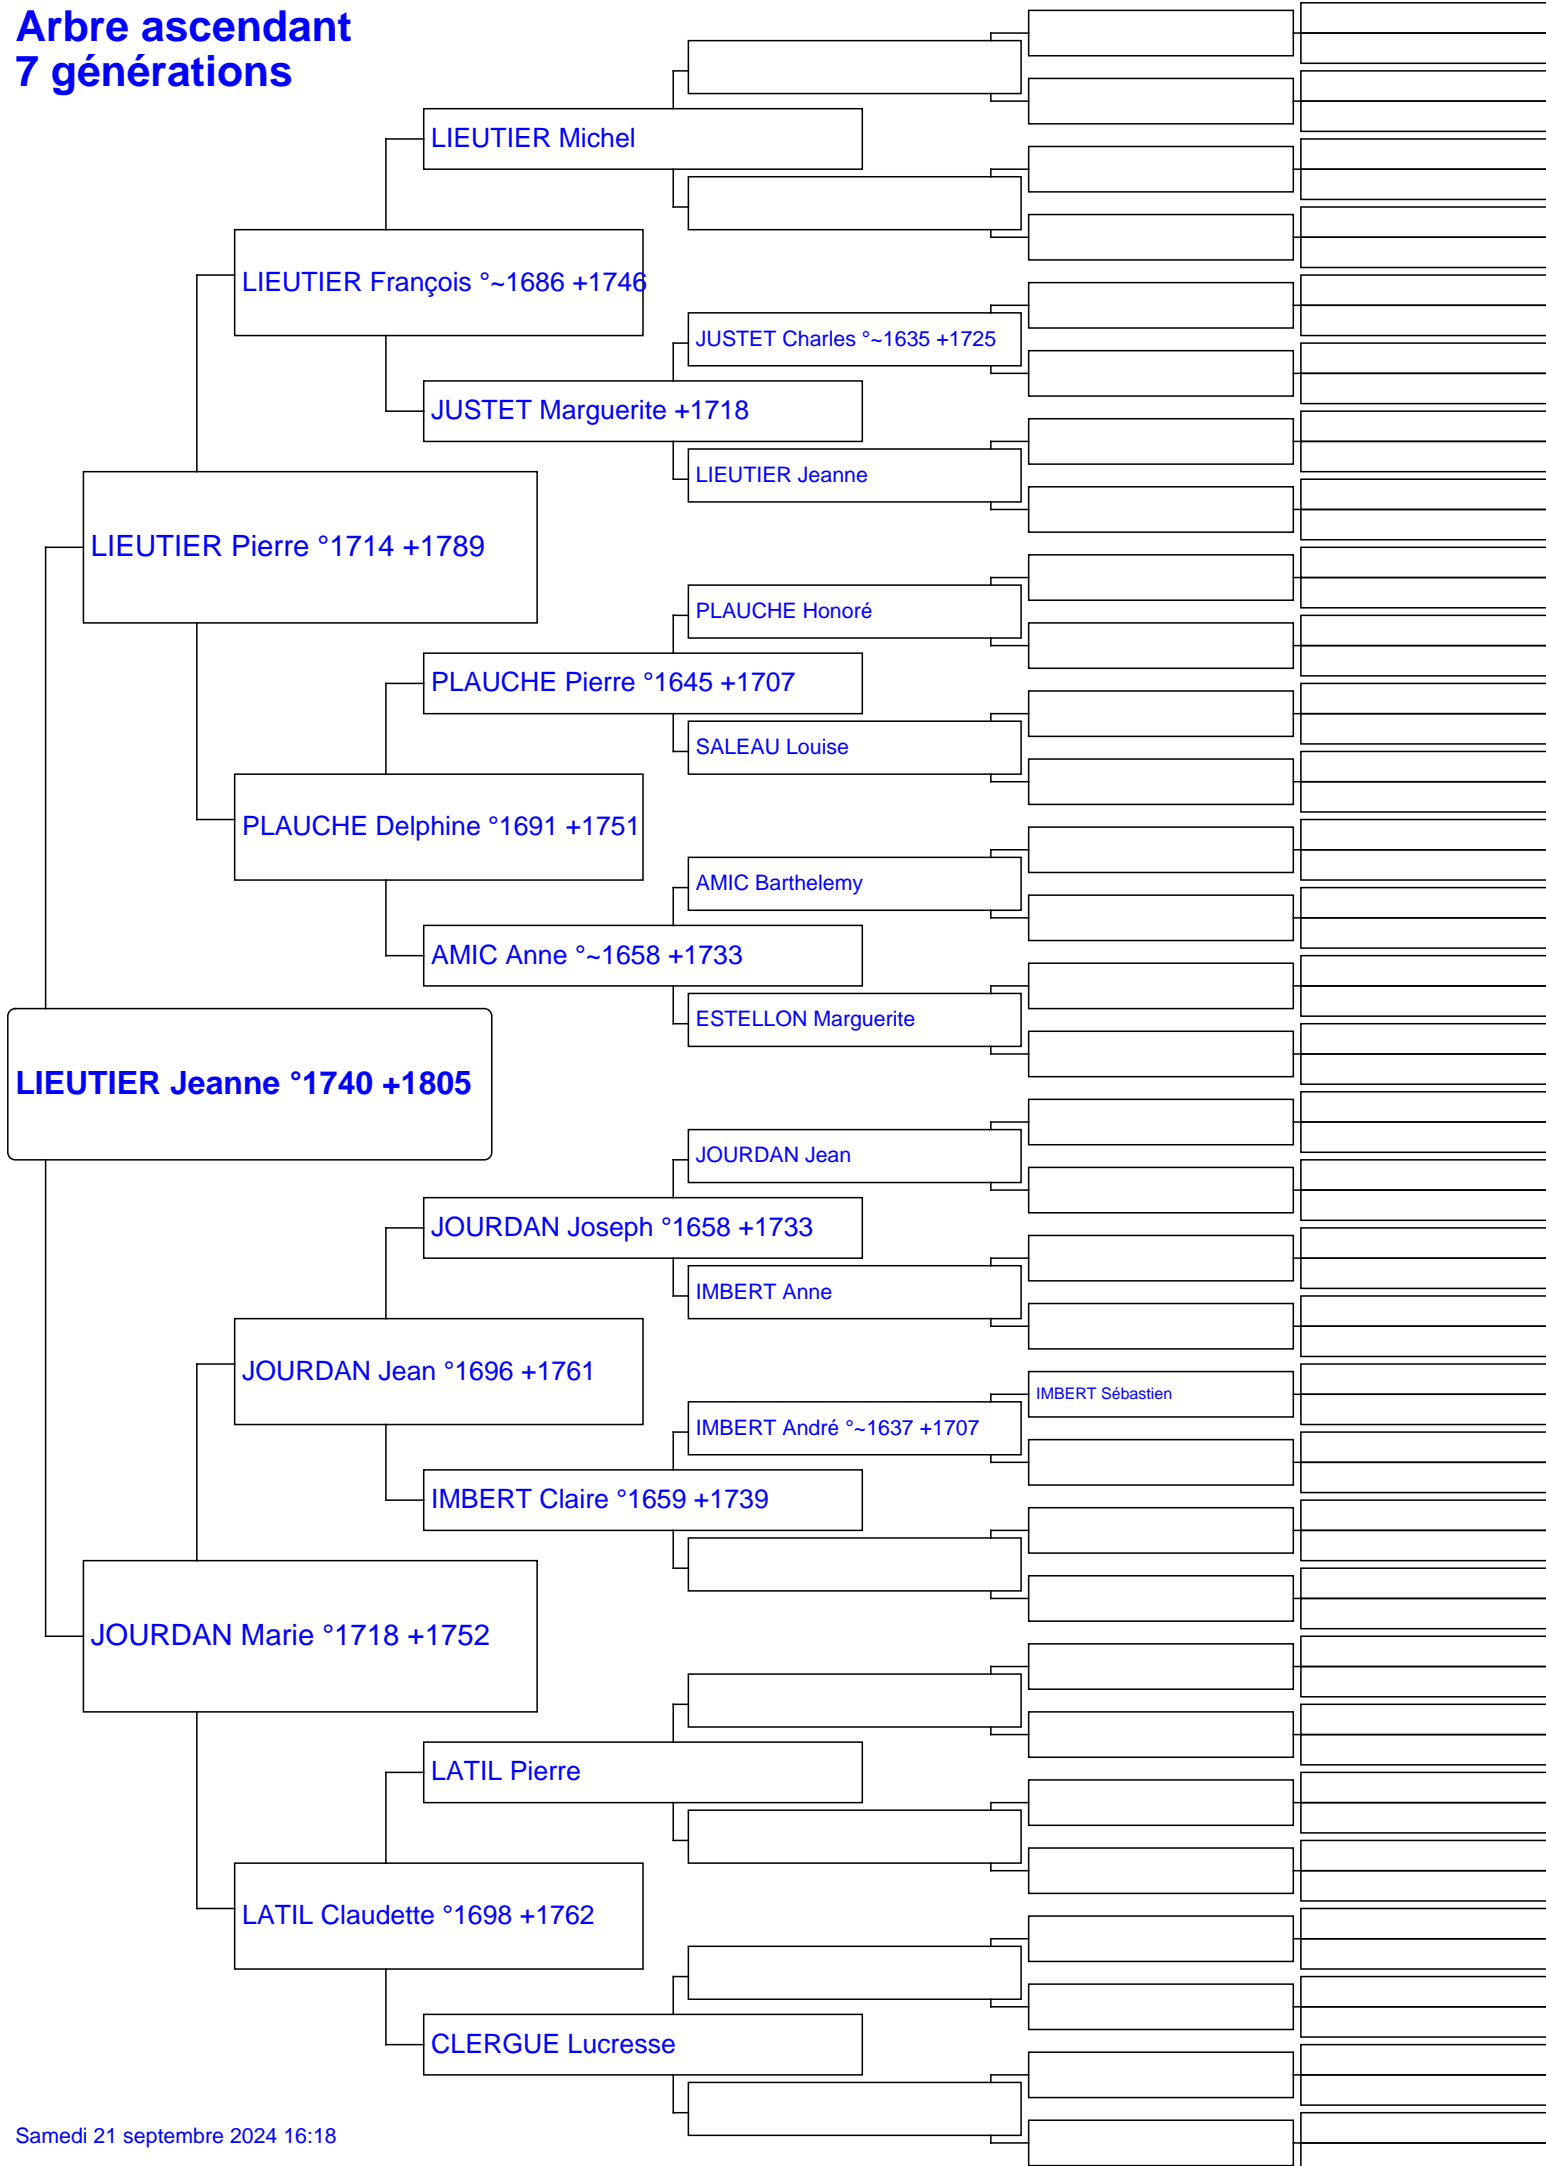 Arbre ascendant
7 générations
LIEUTIER Michel
LIEUTIER François °~1686 +1746
JUSTET Charles °~1635 +1725
JUSTET Marguerite +1718
LIEUTIER Jeanne
LIEUTIER Pierre °1714 +1789
PLAUCHE Honoré
PLAUCHE Pierre °1645 +1707
SALEAU Louise
PLAUCHE Delphine °1691 +1751
AMIC Barthelemy
AMIC Anne °~1658 +1733
ESTELLON Marguerite
LIEUTIER Jeanne °1740 +1805
JOURDAN Jean
JOURDAN Joseph °1658 +1733
IMBERT Anne
JOURDAN Jean °1696 +1761
IMBERT Sébastien
IMBERT André °~1637 +1707
IMBERT Claire °1659 +1739
JOURDAN Marie °1718 +1752
LATIL Pierre
LATIL Claudette °1698 +1762
CLERGUE Lucresse
Samedi 21 septembre 2024 16:18